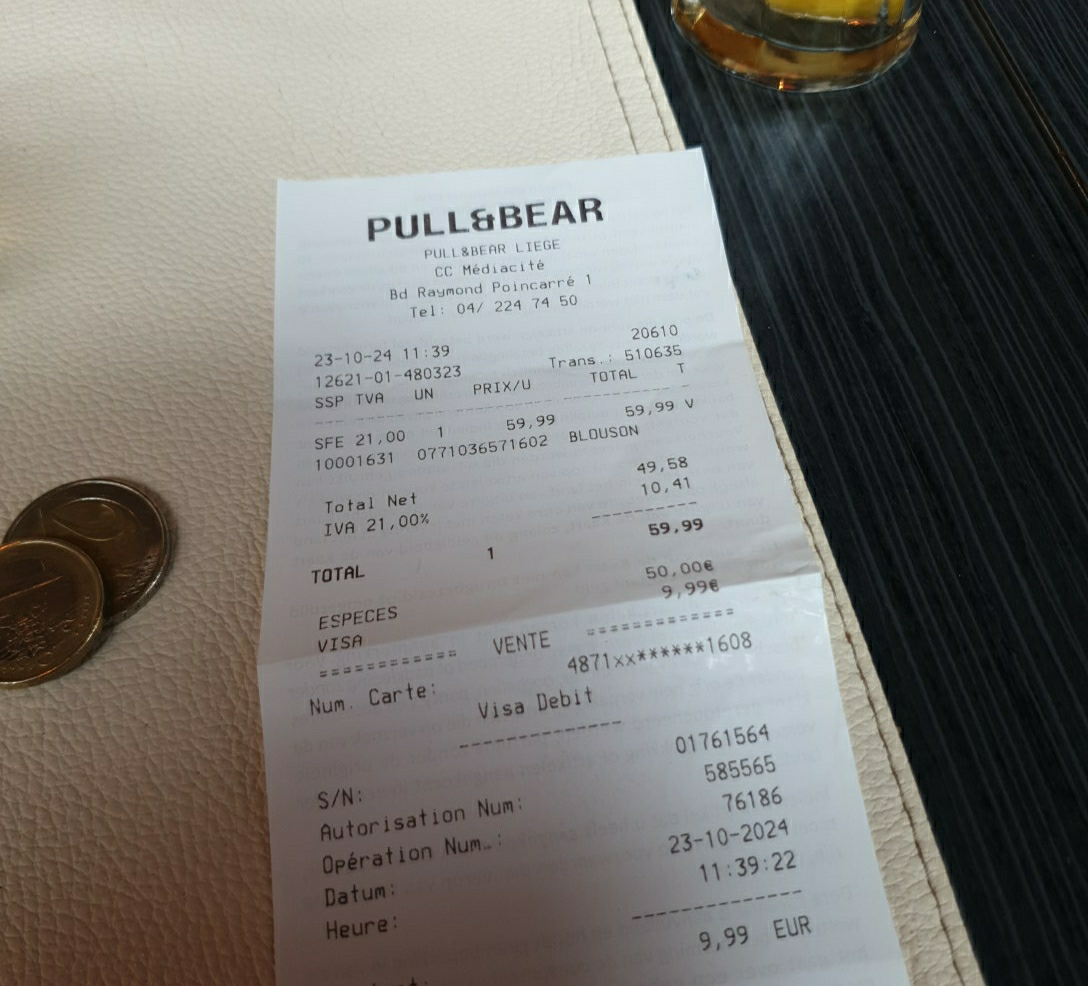 PULL&BEAR
PULL&BEAR LIEGE
CC Médiacité
Bd Raymond Poincarré 1
Tel: 04/ 224 74 50
23-10-24 11:39 20610
12621-01-480323 Trans.: 510635
SSP TVA UN PRIX/U TOTAL T
SFE 21,00 1 59,99 59,99 V
10001631 0771036571602 BLOUSON
Total Net 49,58
IVA 21,00% 10,41
TOTAL 1 59,99
ESPECES 50,00€
VISA 9,99€
============ VENTE =============
Num. Carte: 4871xx******1608
Visa Debit
S/N: 01761564
Autorisation Num: 585565
Opération Num.: 76186
Datum: 23-10-2024
Heure: 11:39:22
9,99 EUR